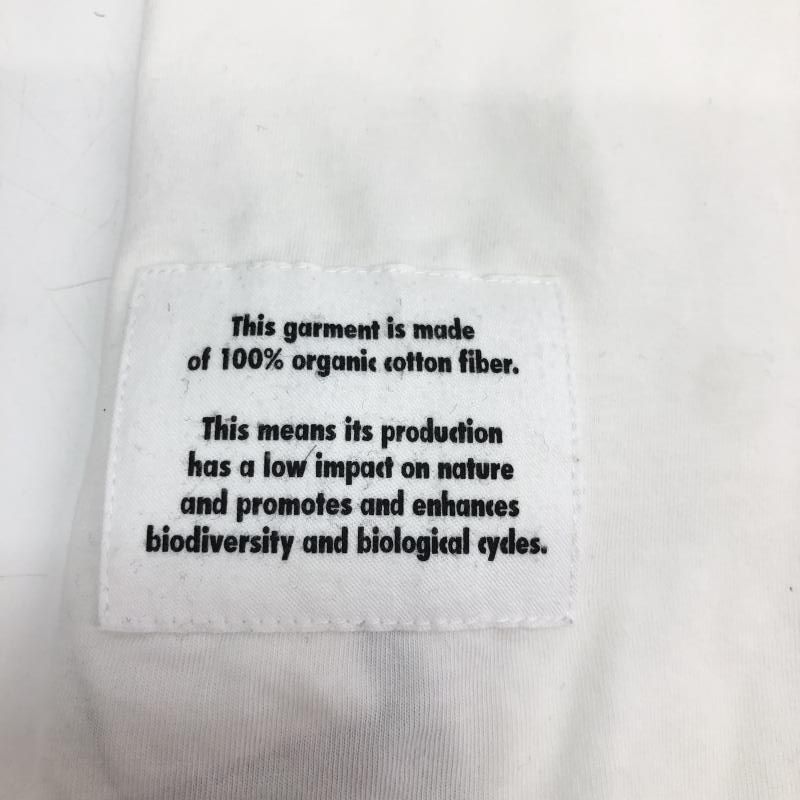 This garment is made
of 100% organic cotton fiber.
This means its production
has a low impact on nature
and promotes and enhances
biodiversity and biological cycles.